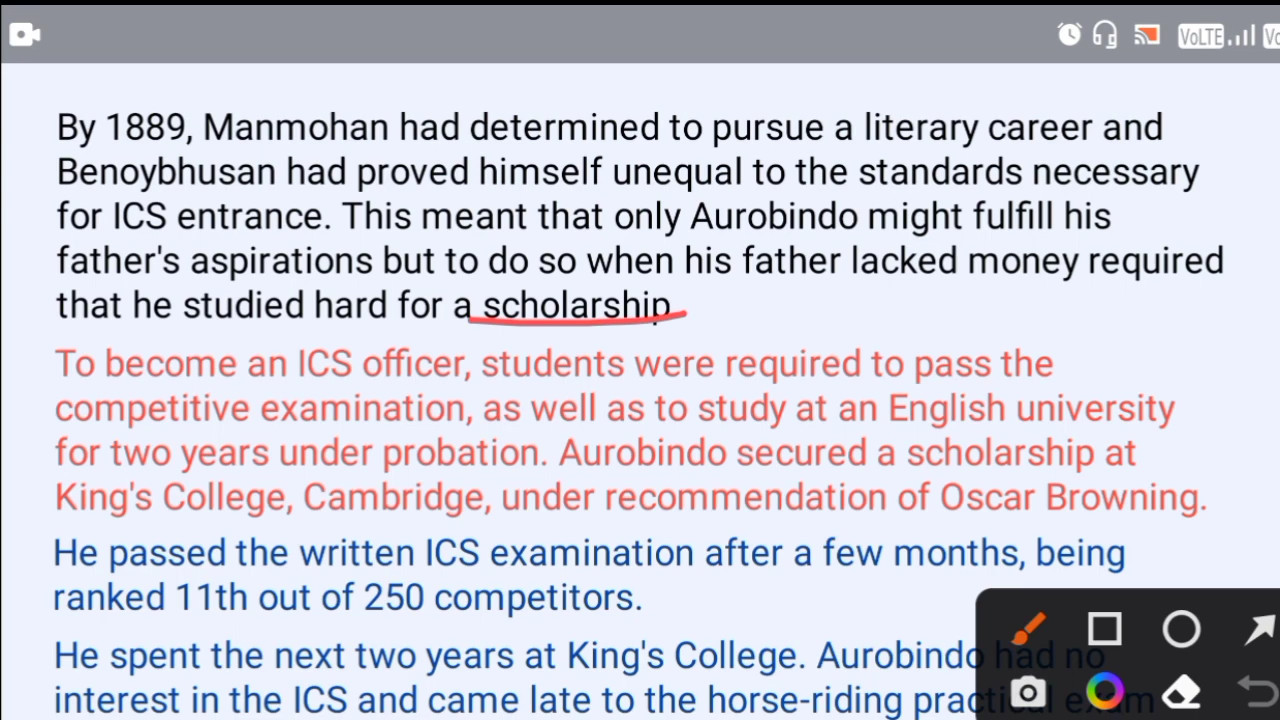 VoLTE
By 1889, Manmohan had determined to pursue a literary career and
Benoybhusan had proved himself unequal to the standards necessary
for ICS entrance. This meant that only Aurobindo might fulfill his
father's aspirations but to do so when his father lacked money required
that he studied hard for a scholarship
To become an ICS officer, students were required to pass the
competitive examination, as well as to study at an English university
for two years under probation. Aurobindo secured a scholarship at
King's College, Cambridge, under recommendation of Oscar Browning.
He passed the written ICS examination after a few months, being
ranked 11th out of 250 competitors.
He spent the next two years at King's College. Aurobindo had no
interest in the ICS and came late to the horse-riding practical exam